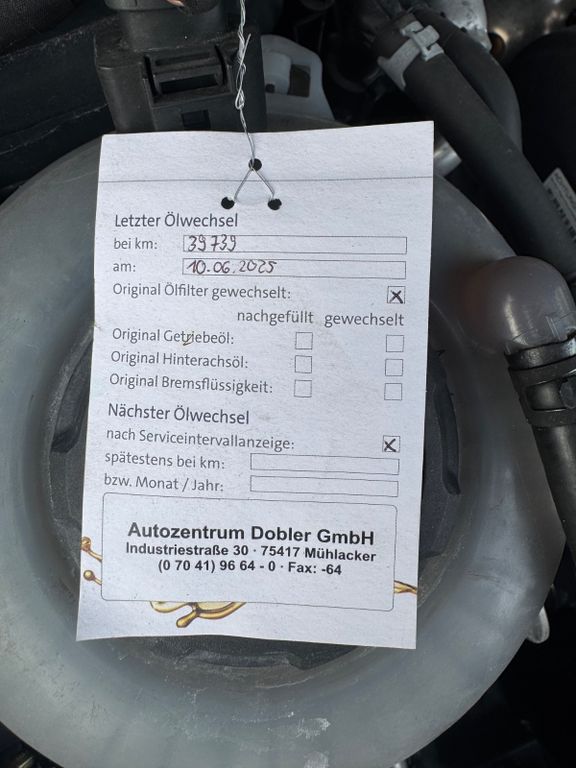 Letzter Ölwechsel
bei km: 39739
am: 10.06.2025
Original Ölfilter gewechselt: X
nachgefüllt gewechselt
Original Getriebeöl:
Original Hinterachsöl:
Original Bremsflüssigkeit:
Nächster Ölwechsel
nach Serviceintervallanzeige: X
spätestens bei km:
bzw. Monat / Jahr:
Autozentrum Dobler GmbH
Industriestraße 30 · 75417 Mühlacker
(0 70 41) 96 64 - 0 · Fax: -64